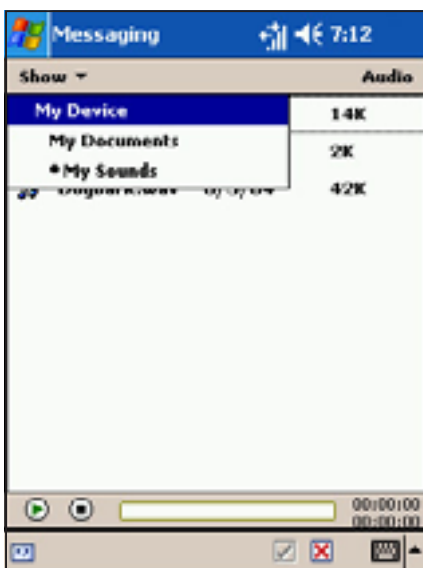 Messaging 7:12
Show Audio
My Device 14K
My Documents 2K
My Sounds
42K
00:00:00
00:00:00